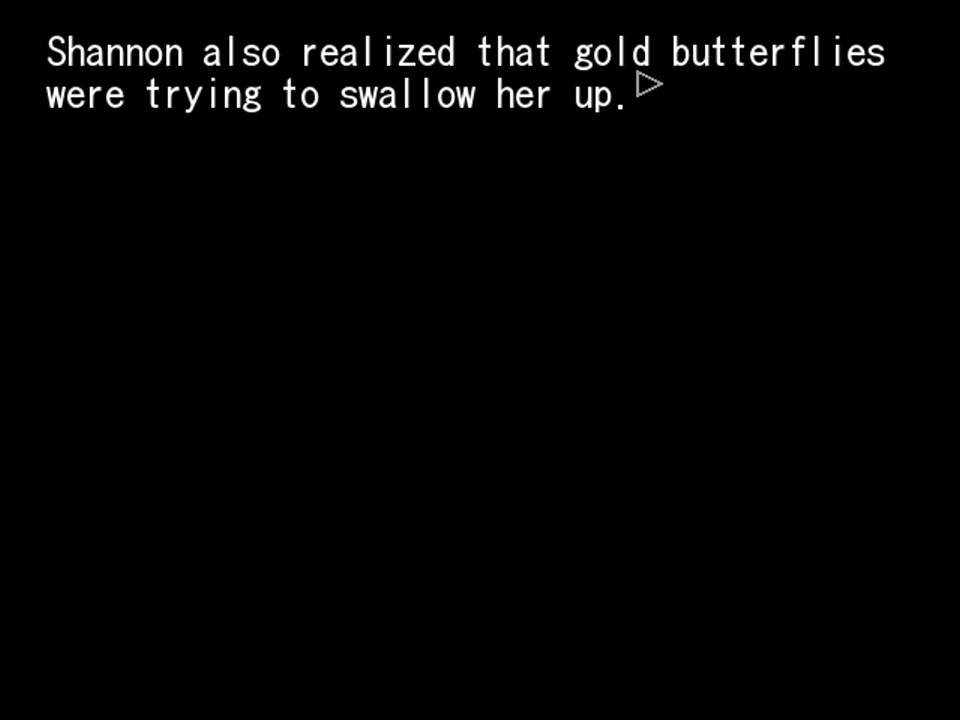 Shannon also realized that gold butterflies
were trying to swallow her up.